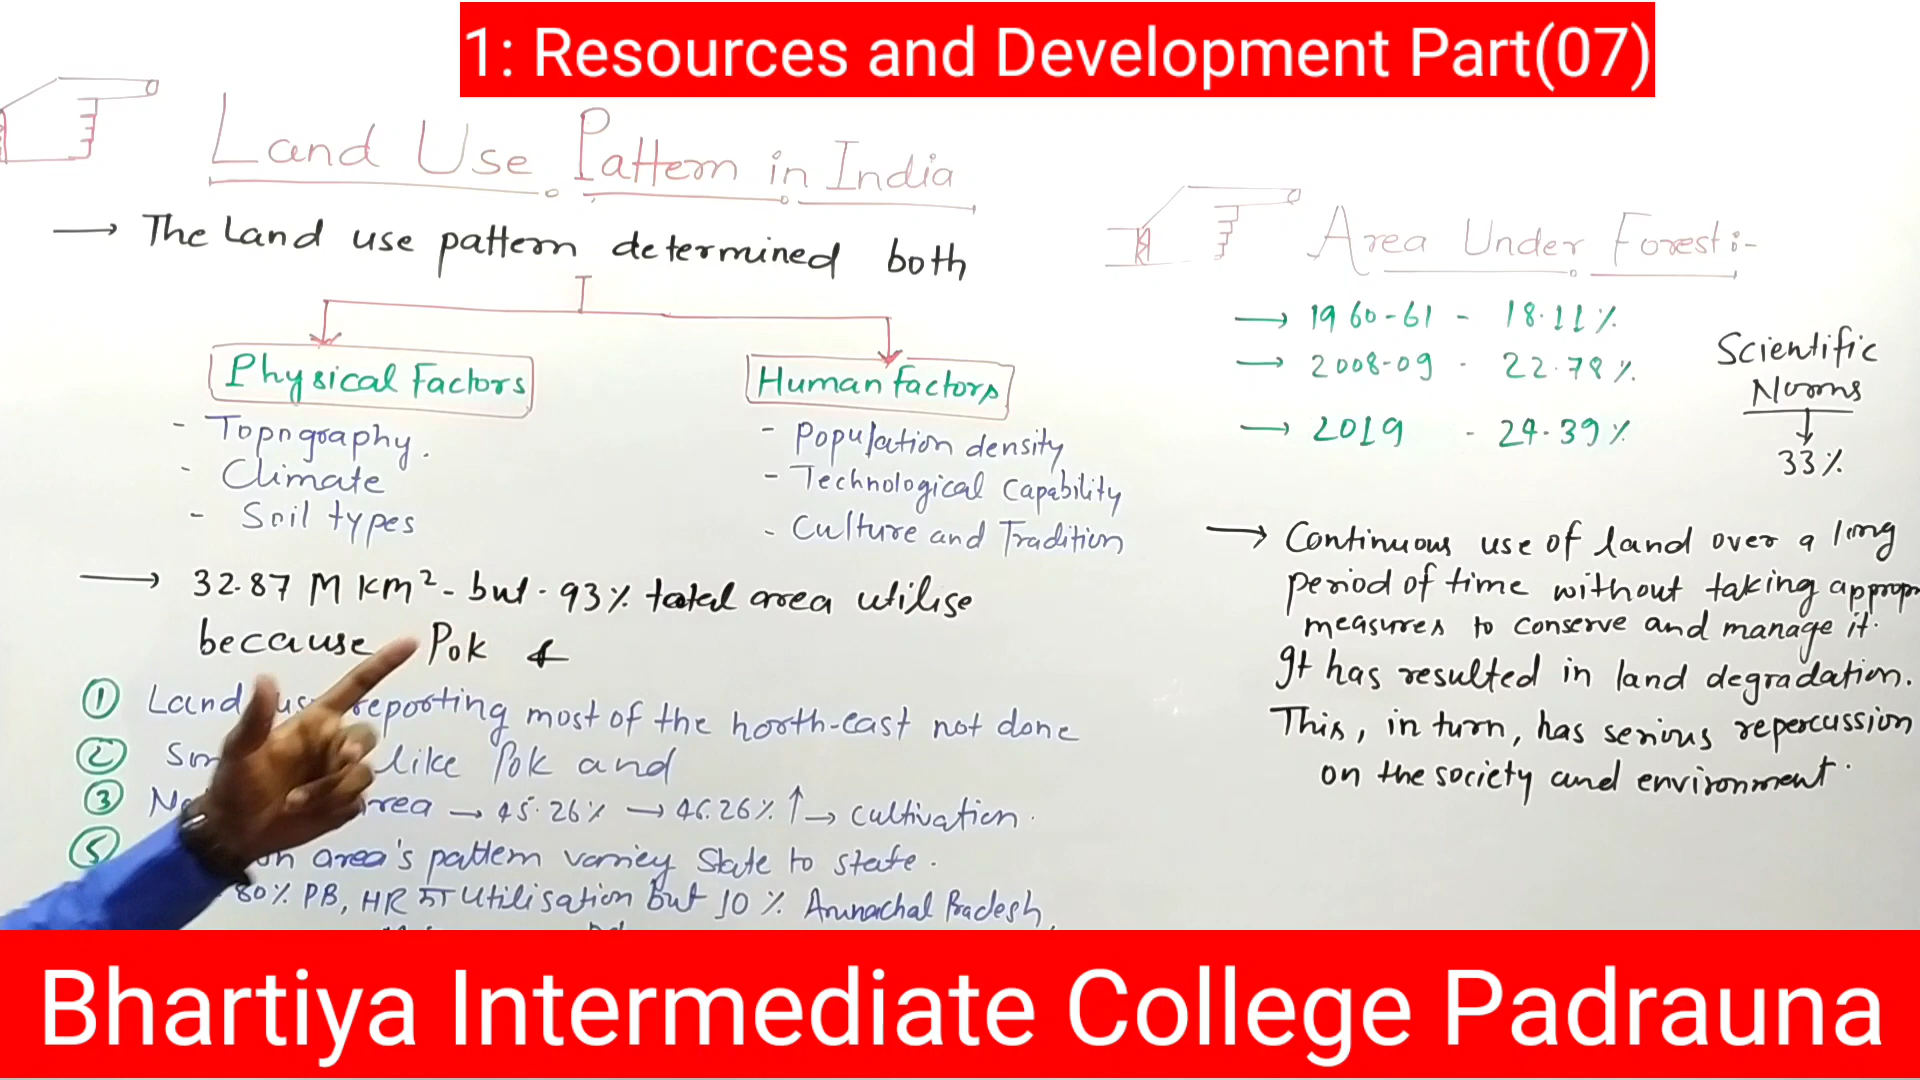 1: Resources and Development Part(07)
Land Use Pattern in India
→ The Land use pattern determined both
Physical Factors
- Topography.
- Climate
- Soil types
Human factors
- Population density
- Technological Capability
- Culture and Tradition
→ 32.87 M km² - but - 93% total area utilise
because Pok &
① Land use reporting most of the north-east not done
② like Pok and
③ area → 45.26% → 46.26% ↑ → cultivation.
⑤ area's pattern varriey State to state.
80% PB, HR में Utilisation But 10% Arunachal Pradesh,
Area Under Forest:-
→ 1960-61 - 18.11%
→ 2008-09 - 22.78%
→ 2019 - 24.39%
Scientific
Norms
↓
33%
→ Continuous use of land over a long
period of time without taking approp
measures to conserve and manage it.
It has resulted in land degradation.
This, in turn, has serious repercussion
on the society and environment.
Bhartiya Intermediate College Padrauna